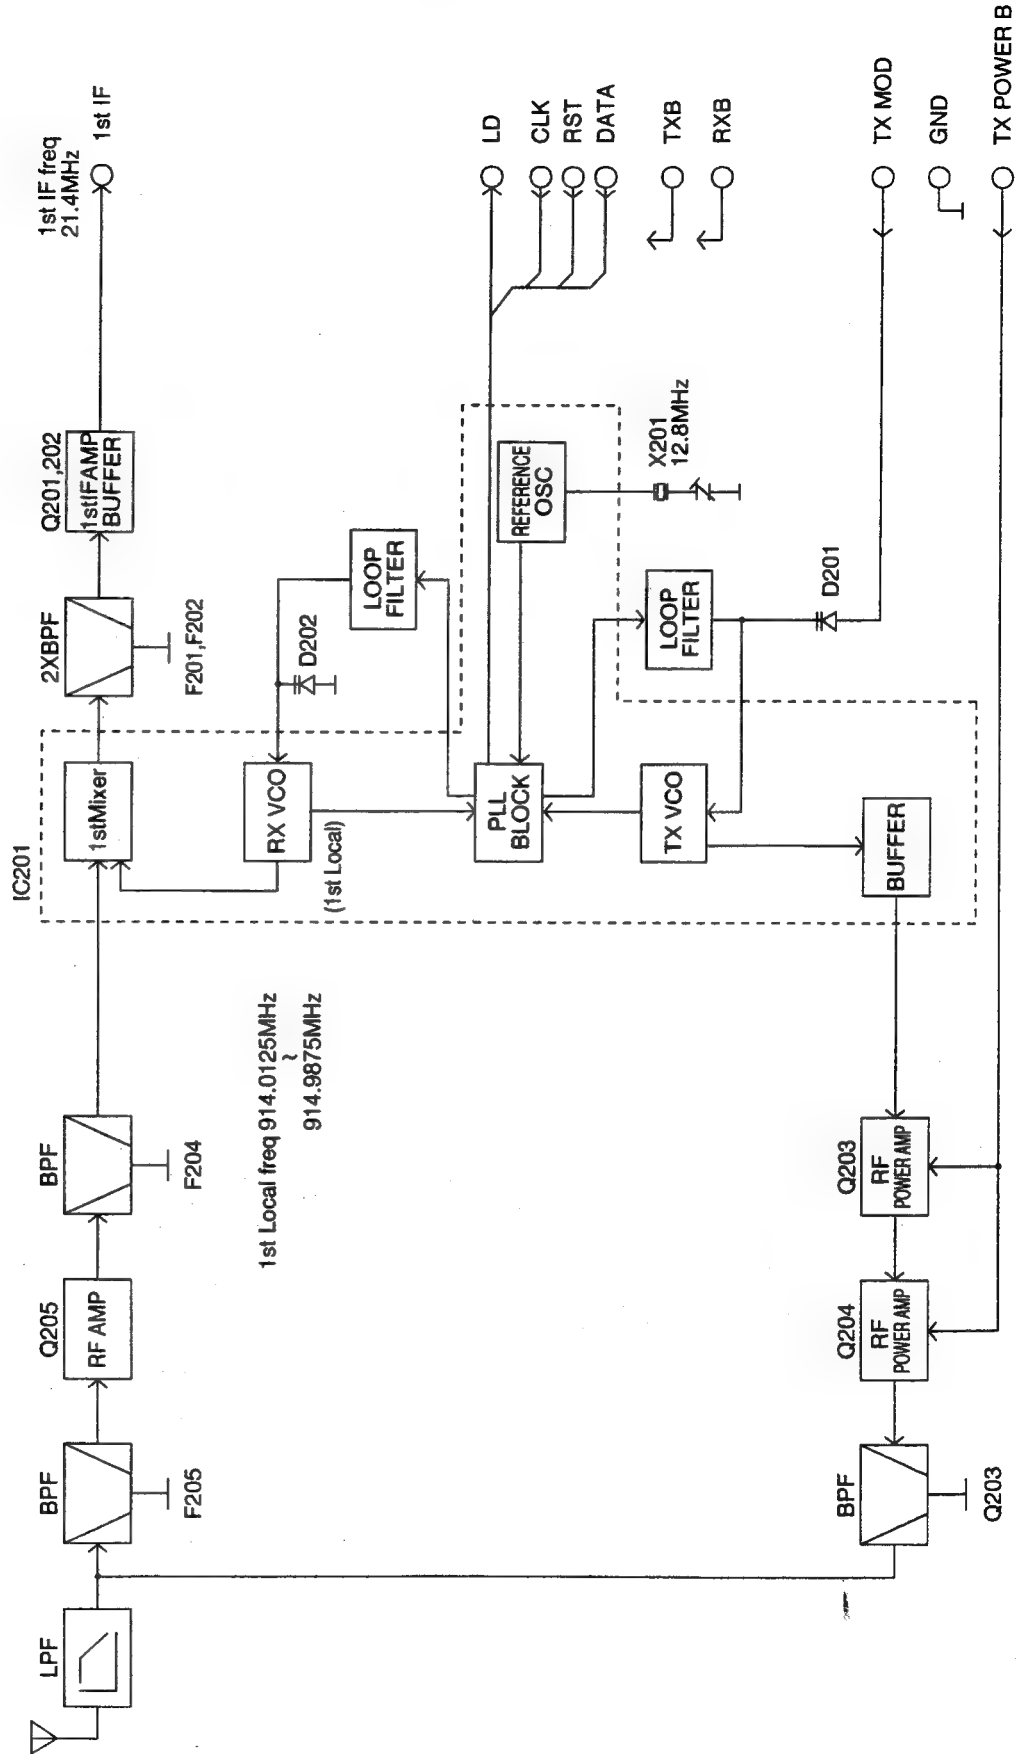 LPF
BPF
F205
Q205
RF AMP
BPF
F204
IC201
1stMixer
2XBPF
F201,F202
Q201,202
1stIFAMP
BUFFER
1st IF freq
21.4MHz
1st IF
1st Local freq 914.0125MHz
~
914.9875MHz
RX VCO
(1st Local)
D202
LOOP
FILTER
PLL
BLOCK
REFERENCE
OSC
X201
12.8MHz
LD
CLK
RST
DATA
TXB
RXB
TX VCO
LOOP
FILTER
D201
TX MOD
GND
TX POWER B
BUFFER
Q203
RF
POWER AMP
Q204
RF
POWER AMP
BPF
Q203